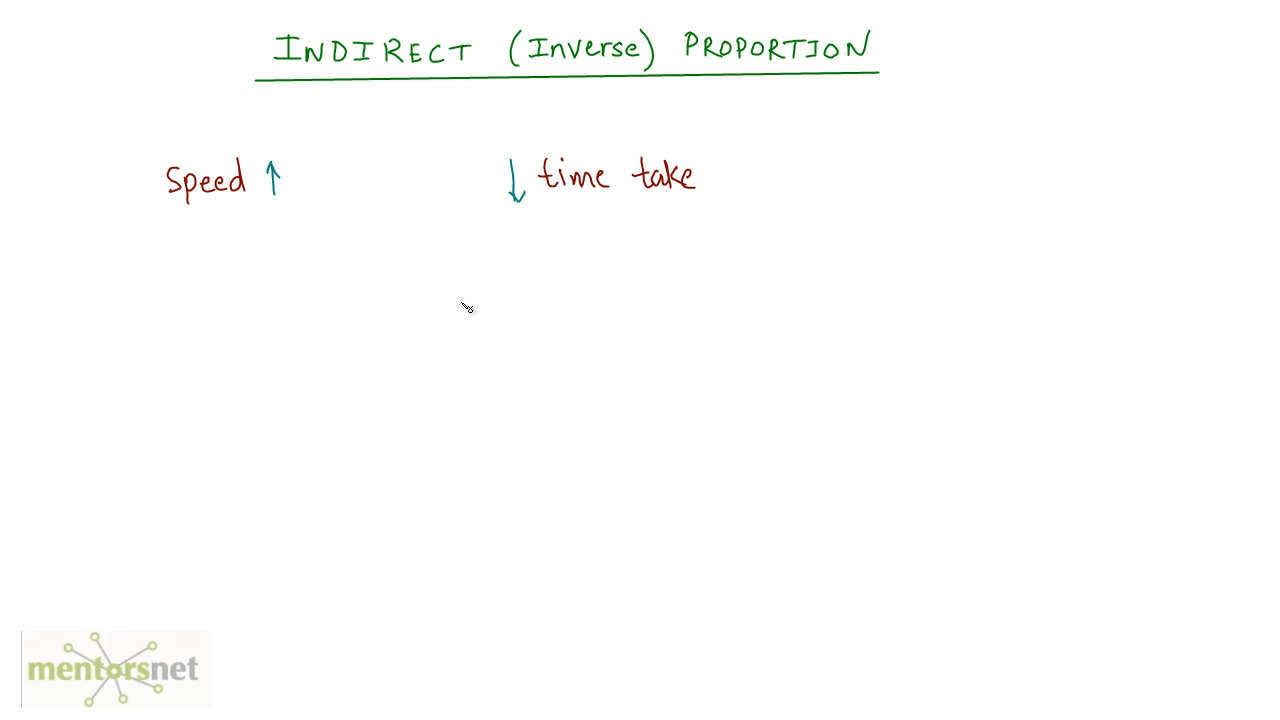 INDIRECT (Inverse) PROPORTION
Speed ↑ ↓ time take
mentorsnet